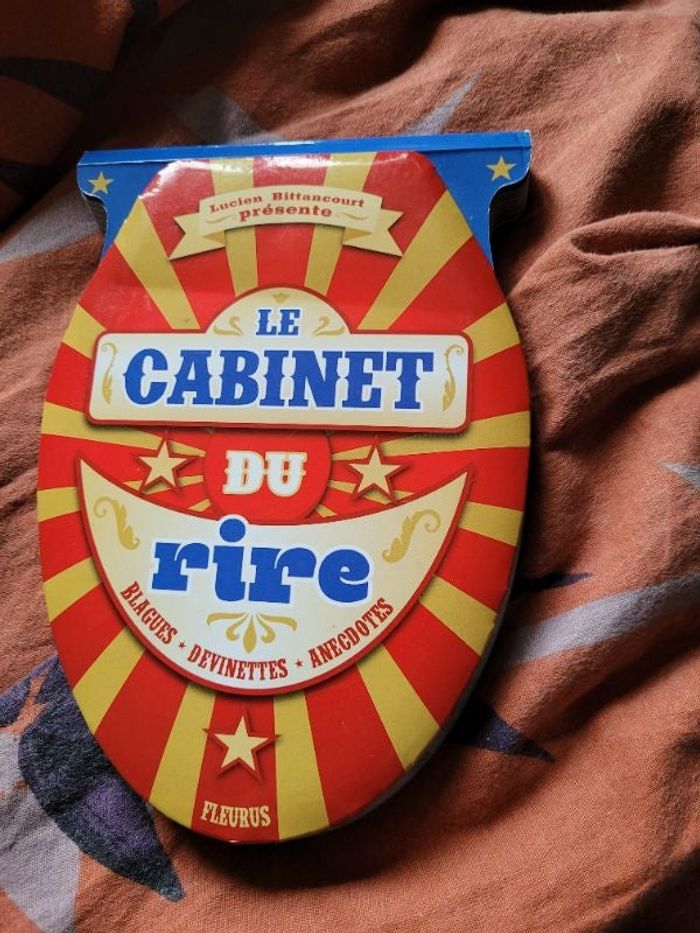 Lucien Bittancourt
présente
LE
CABINET
DU
rire
BLAGUES * DEVINETTES * ANECDOTES
FLEURUS